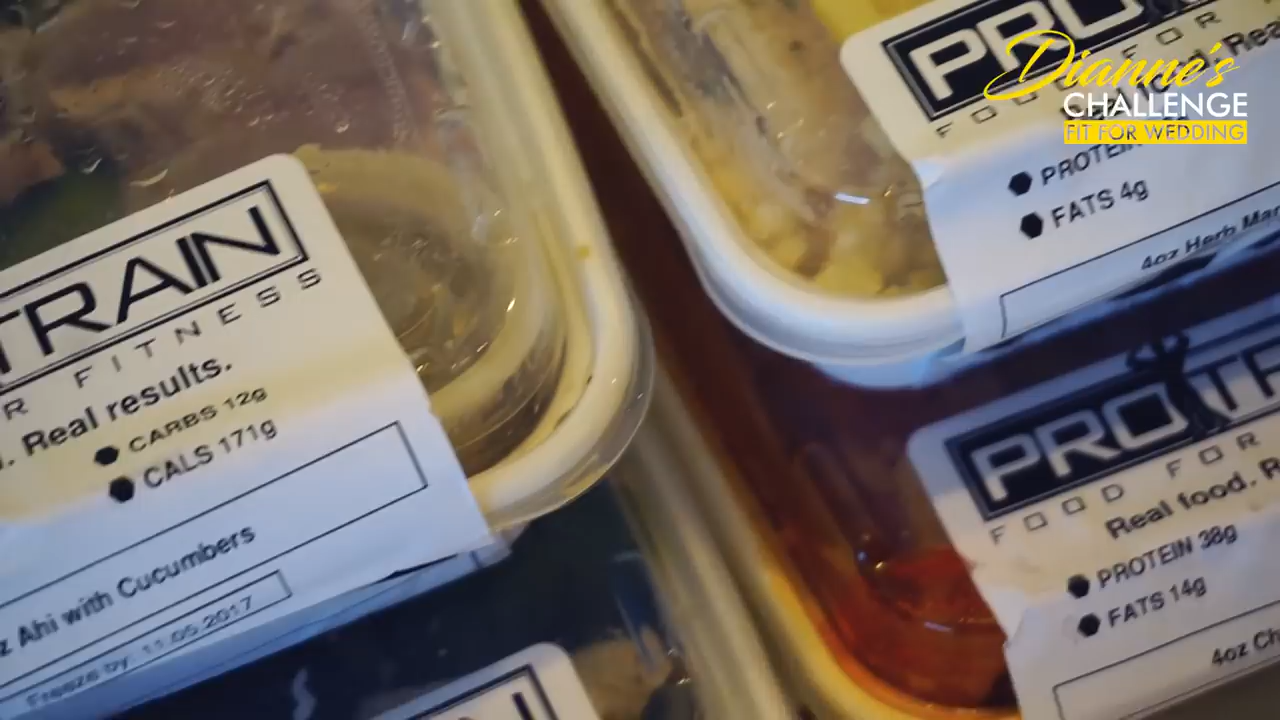 Dianne's
CHALLENGE
FIT FOR WEDDING
TRAIN
R FITNESS
. Real results.
CARBS 12g
CALS 171g
z Ahi with Cucumbers
Freeze by: 11.05.2017
PRO
FOOD FOR
PROTEIN
FATS 4g
4oz Herb
PROTR
FOOD FOR
Real food. R
PROTEIN 38g
FATS 14g
4oz Ch